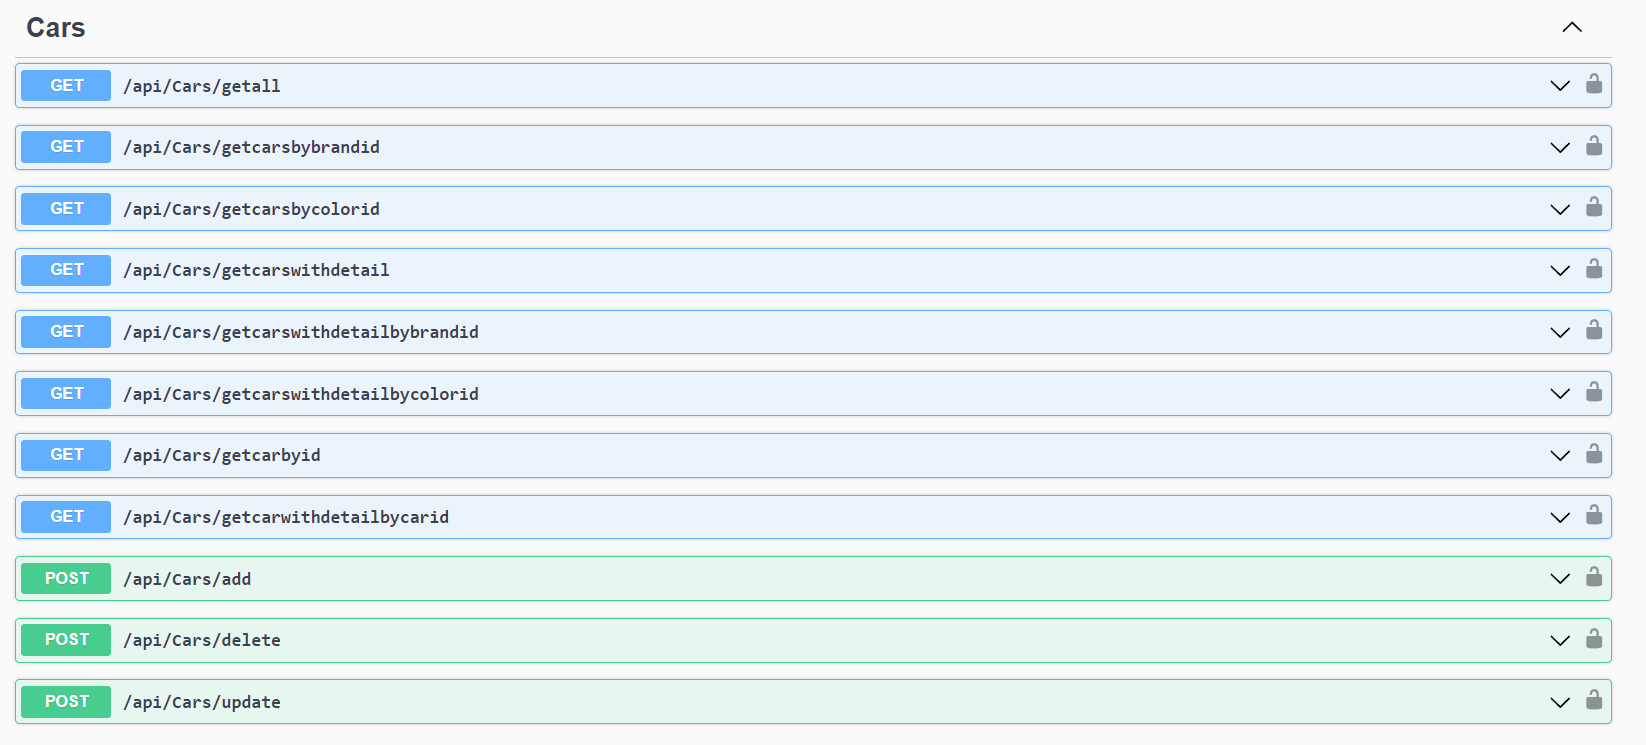 Cars
GET /api/Cars/getall
GET /api/Cars/getcarsbybrandid
GET /api/Cars/getcarsbycolorid
GET /api/Cars/getcarswithdetail
GET /api/Cars/getcarswithdetailbybrandid
GET /api/Cars/getcarswithdetailbycolorid
GET /api/Cars/getcarbyid
GET /api/Cars/getcarwithdetailbycarid
POST /api/Cars/add
POST /api/Cars/delete
POST /api/Cars/update